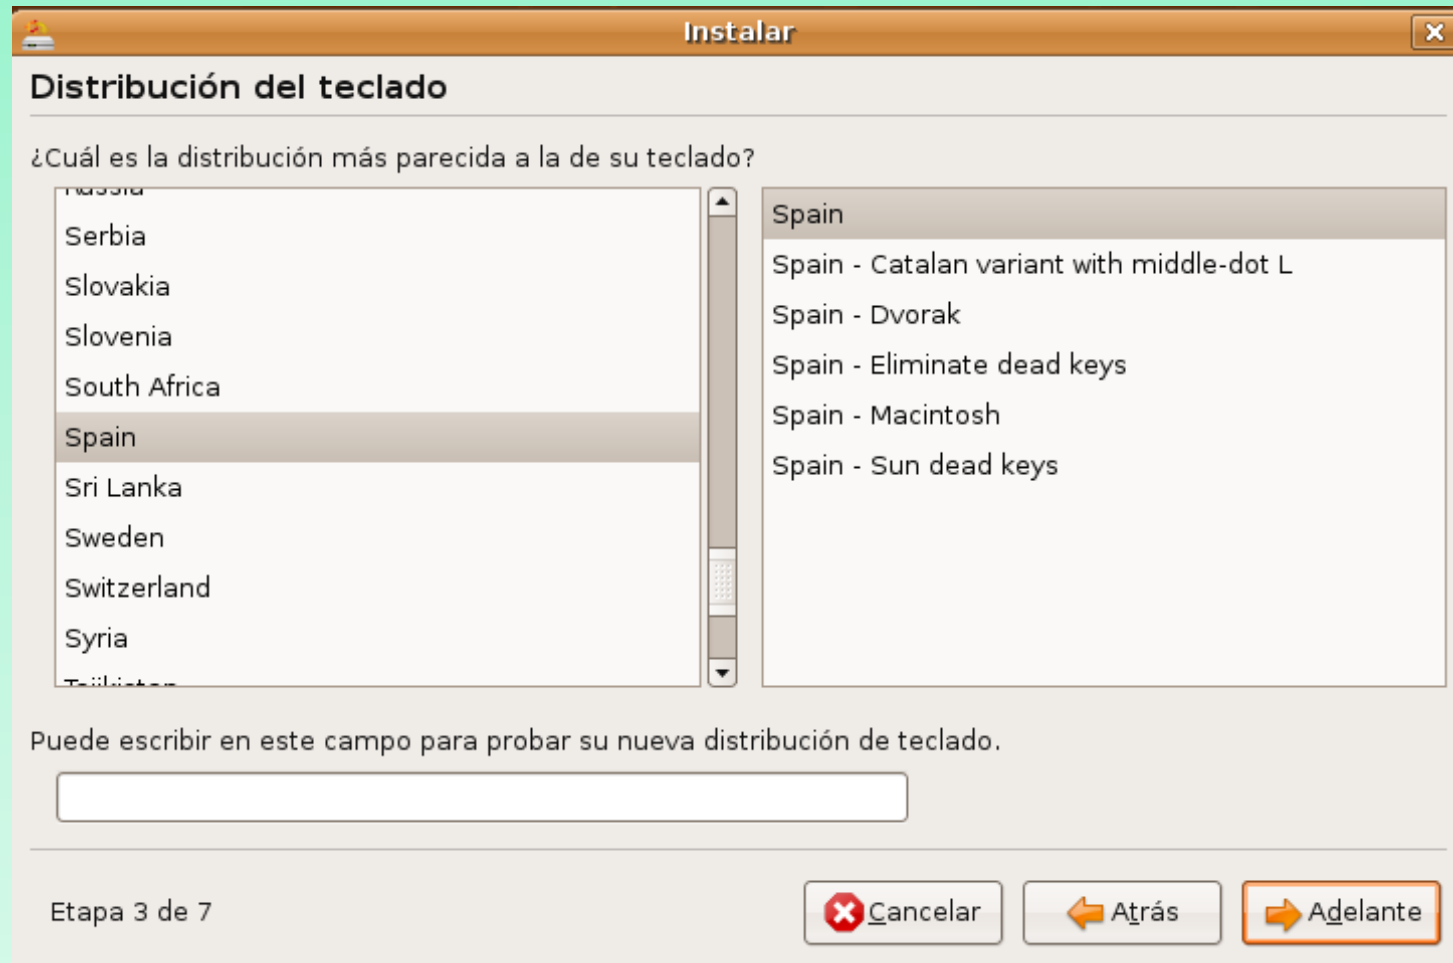 Instalar
Distribución del teclado
¿Cuál es la distribución más parecida a la de su teclado?
Russia
Serbia
Slovakia
Slovenia
South Africa
Spain
Sri Lanka
Sweden
Switzerland
Syria
Tajikistan
Spain
Spain - Catalan variant with middle-dot L
Spain - Dvorak
Spain - Eliminate dead keys
Spain - Macintosh
Spain - Sun dead keys
Puede escribir en este campo para probar su nueva distribución de teclado.
Etapa 3 de 7
Cancelar
Atrás
Adelante